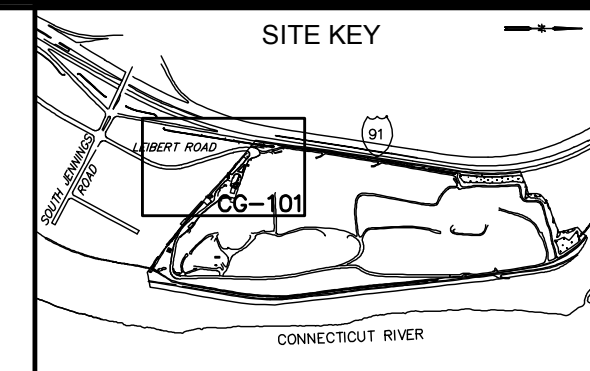 SITE KEY
91
LEIBERT ROAD
SOUTH JENNINGS
ROAD
CG-101
CONNECTICUT RIVER